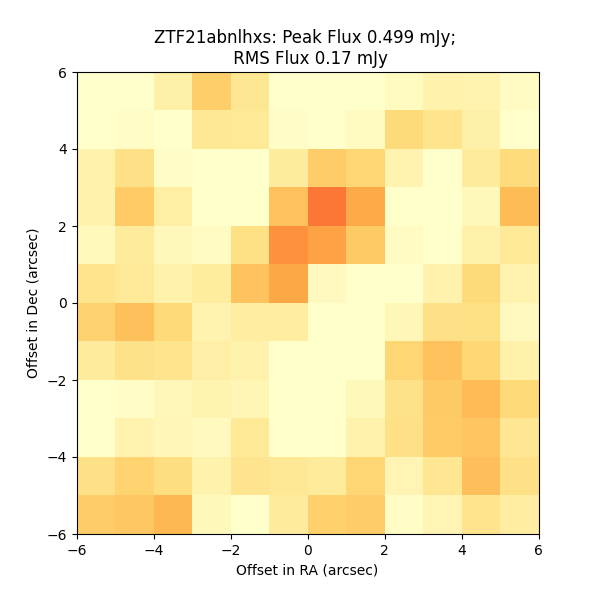 ZTF21abnlhxs: Peak Flux 0.499 mJy;
RMS Flux 0.17 mJy
6
4
2
0
−2
−4
−6
Offset in Dec (arcsec)
−6 −4 −2 0 2 4 6
Offset in RA (arcsec)